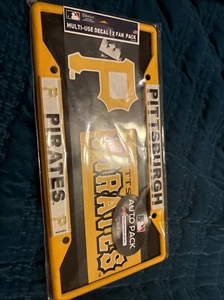 MULTI-USE DECAL | 2 FAN PACK
P
PITTSBURGH
P PIRATES P
PIRATES
AUTO PACK